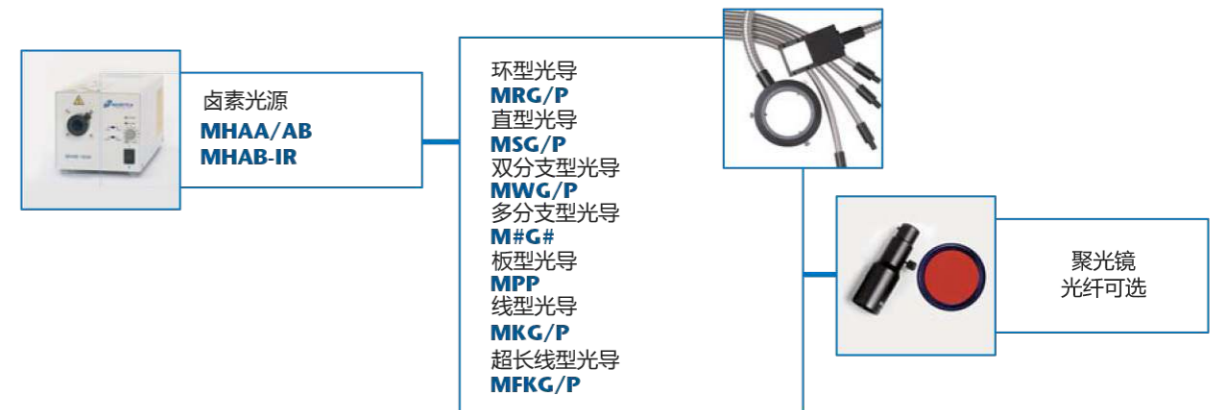 卤素光源
MHAA/AB
MHAB-IR
环型光导
MRG/P
直型光导
MSG/P
双分支型光导
MWG/P
多分支型光导
M#G#
板型光导
MPP
线型光导
MKG/P
超长线型光导
MFKG/P
聚光镜
光纤可选